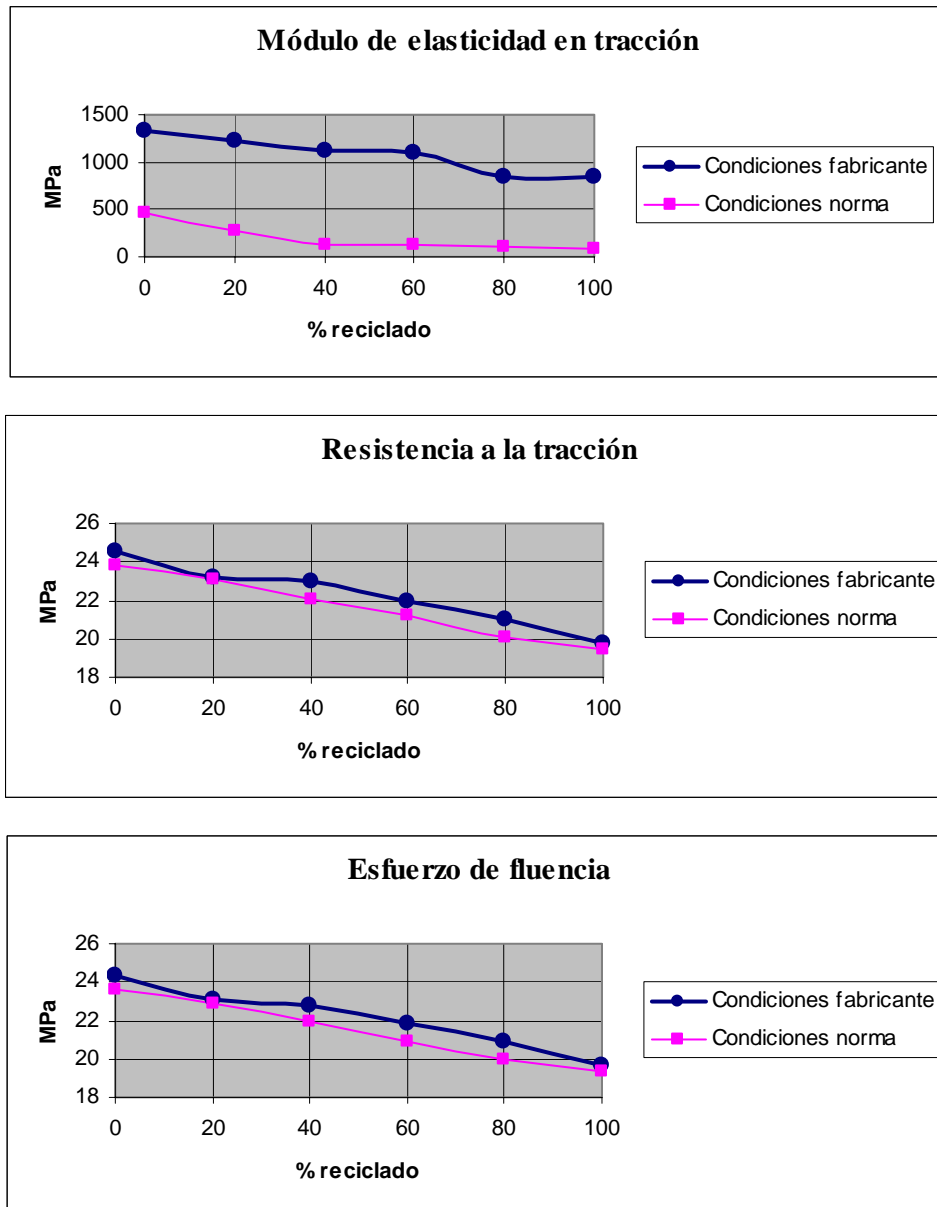 Módulo de elasticidad en tracción
1500
1000
500
0
MPa
0 20 40 60 80 100
% reciclado
Condiciones fabricante
Condiciones norma
Resistencia a la tracción
26
24
22
20
18
MPa
0 20 40 60 80 100
% reciclado
Condiciones fabricante
Condiciones norma
Esfuerzo de fluencia
26
24
22
20
18
MPa
0 20 40 60 80 100
% reciclado
Condiciones fabricante
Condiciones norma